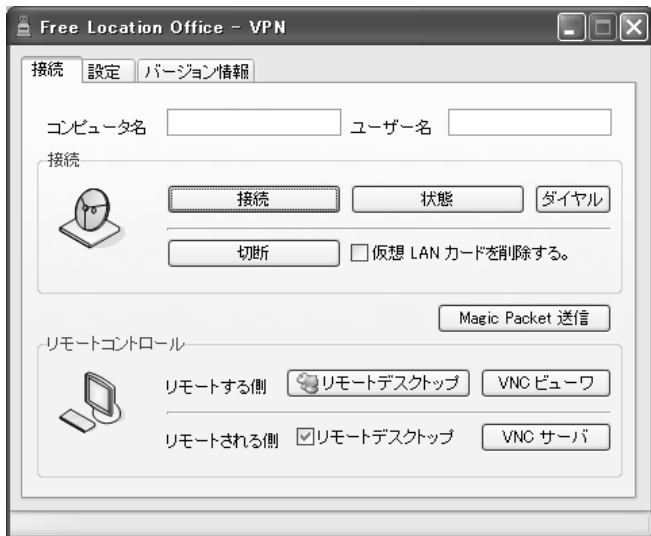 Free Location Office - VPN
接続 設定 バージョン情報
コンピュータ名 ユーザー名
接続
接続 状態 ダイヤル
切断 仮想 LAN カードを削除する。
Magic Packet 送信
リモートコントロール
リモートする側 リモートデスクトップ VNC ビューワ
リモートされる側 リモートデスクトップ VNC サーバ